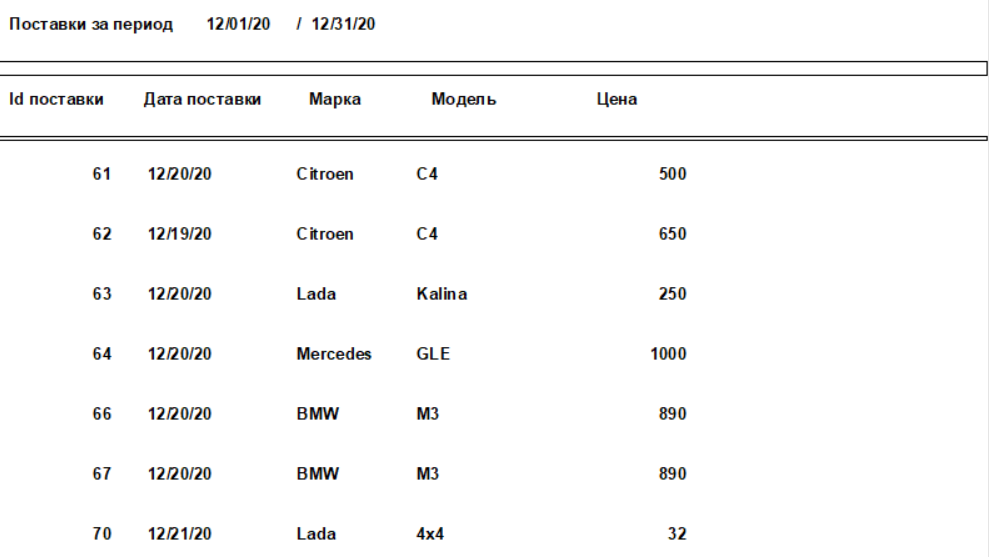 Поставки за период 12/01/20 / 12/31/20
Id поставки Дата поставки Марка Модель Цена
61 12/20/20 Citroen C4 500
62 12/19/20 Citroen C4 650
63 12/20/20 Lada Kalina 250
64 12/20/20 Mercedes GLE 1000
66 12/20/20 BMW M3 890
67 12/20/20 BMW M3 890
70 12/21/20 Lada 4x4 32